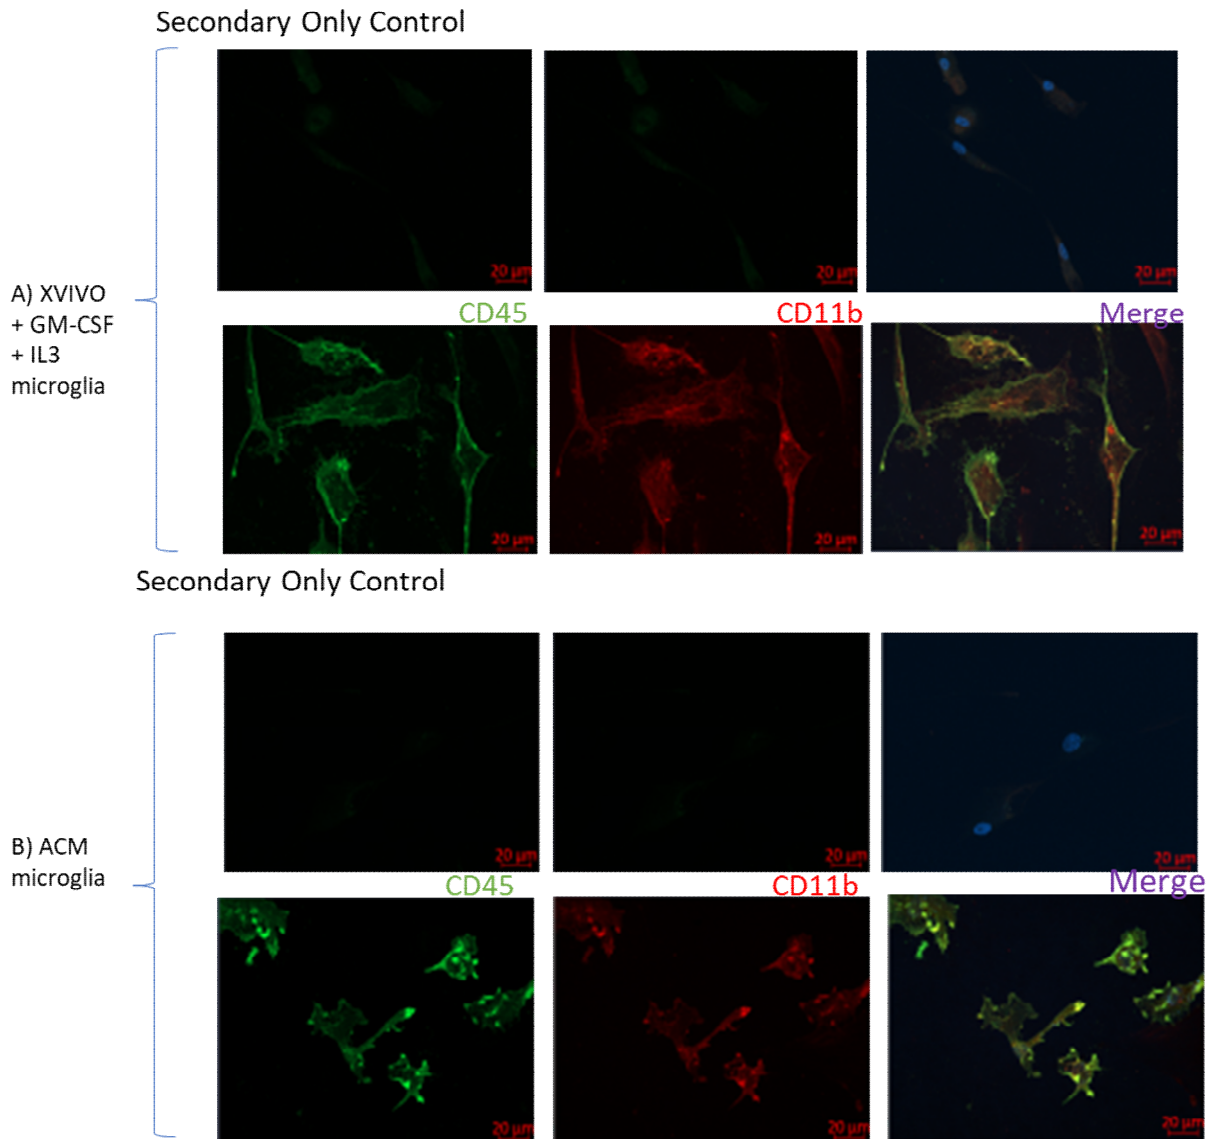 Secondary Only Control
20 µm
20 µm
20 µm
A) XVIVO
+ GM-CSF
+ IL3
microglia
CD45
CD11b
Merge
20 µm
20 µm
20 µm
Secondary Only Control
20 µm
20 µm
20 µm
B) ACM
microglia
CD45
CD11b
Merge
20 µm
20 µm
20 µm